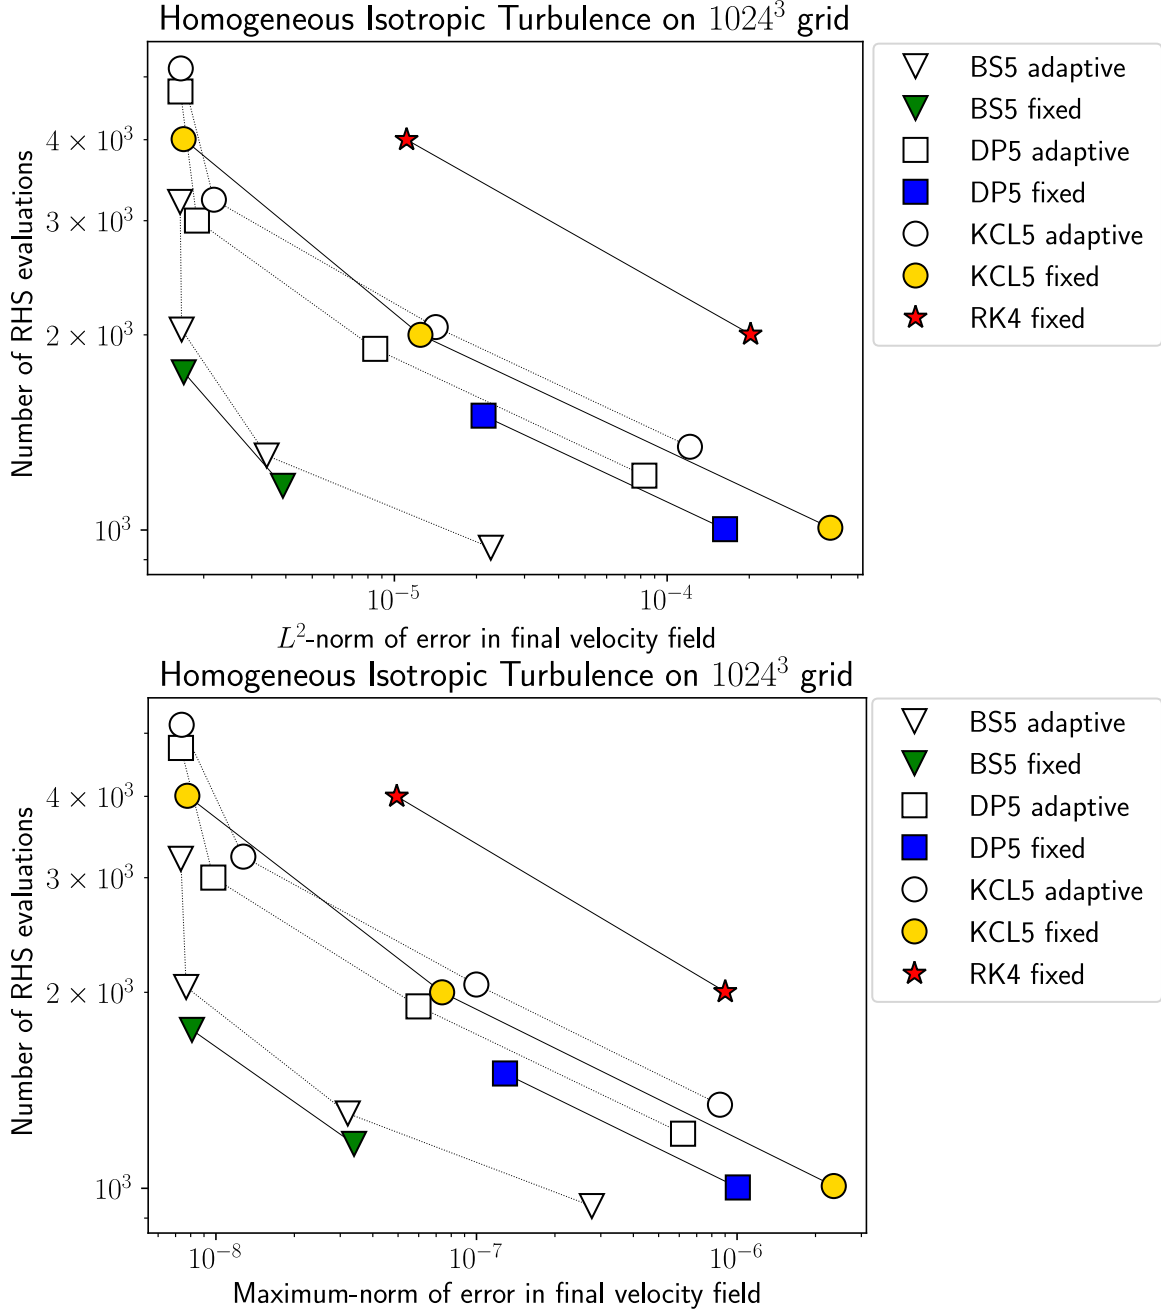 Homogeneous Isotropic Turbulence on 1024³ grid
Number of RHS evaluations
4 × 10³
3 × 10³
2 × 10³
10³
10⁻⁵
10⁻⁴
L²-norm of error in final velocity field
BS5 adaptive
BS5 fixed
DP5 adaptive
DP5 fixed
KCL5 adaptive
KCL5 fixed
RK4 fixed
Homogeneous Isotropic Turbulence on 1024³ grid
Number of RHS evaluations
4 × 10³
3 × 10³
2 × 10³
10³
10⁻⁸
10⁻⁷
10⁻⁶
Maximum-norm of error in final velocity field
BS5 adaptive
BS5 fixed
DP5 adaptive
DP5 fixed
KCL5 adaptive
KCL5 fixed
RK4 fixed